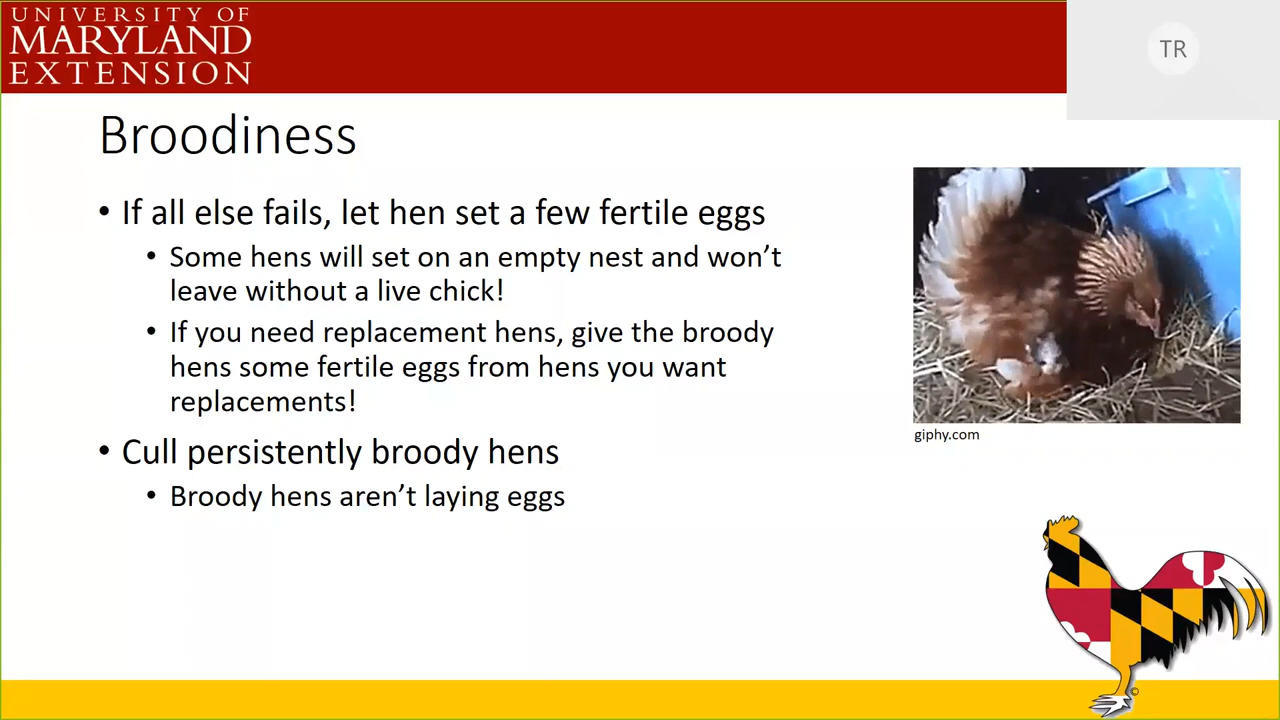 UNIVERSITY OF
MARYLAND
EXTENSION
TR
Broodiness
• If all else fails, let hen set a few fertile eggs
• Some hens will set on an empty nest and won’t
leave without a live chick!
• If you need replacement hens, give the broody
hens some fertile eggs from hens you want
replacements!
• Cull persistently broody hens
• Broody hens aren’t laying eggs
giphy.com
©